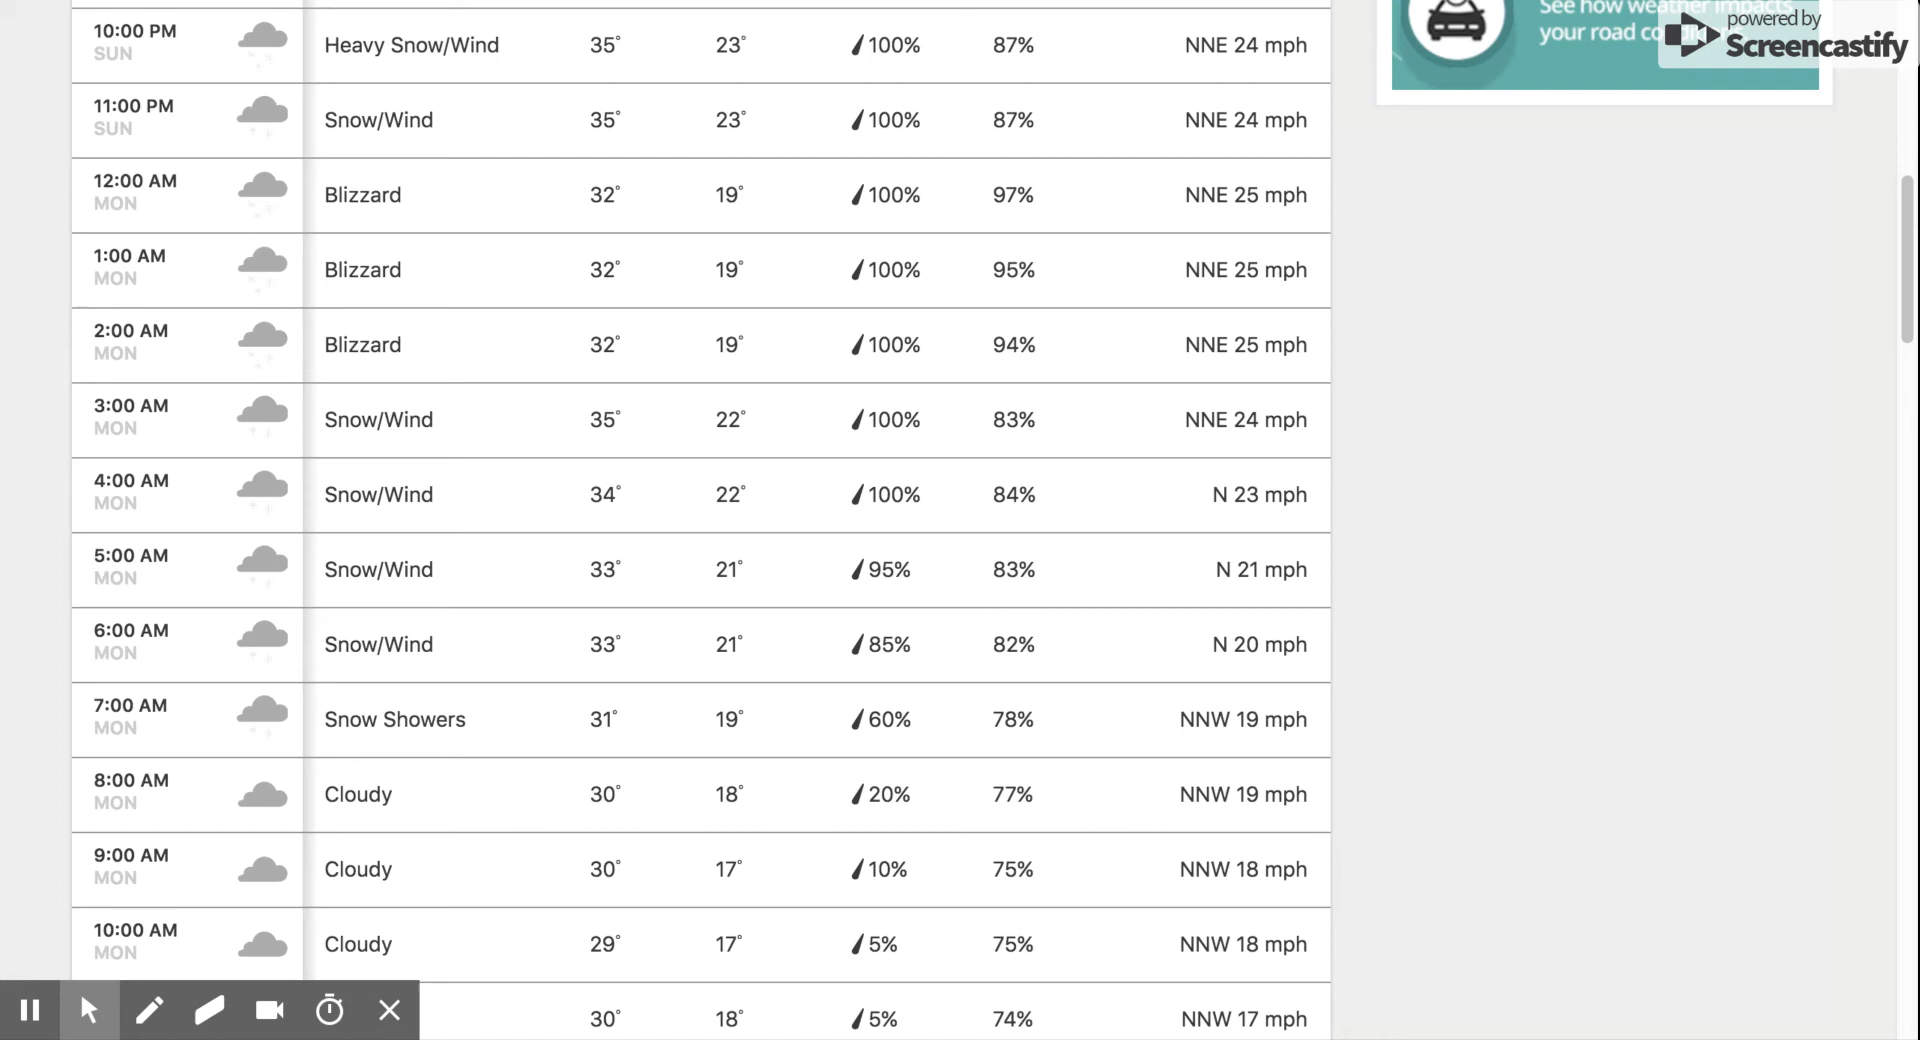 10:00 PM
SUN
Heavy Snow/Wind 35° 23° 100% 87% NNE 24 mph
11:00 PM
SUN
Snow/Wind 35° 23° 100% 87% NNE 24 mph
12:00 AM
MON
Blizzard 32° 19° 100% 97% NNE 25 mph
1:00 AM
MON
Blizzard 32° 19° 100% 95% NNE 25 mph
2:00 AM
MON
Blizzard 32° 19° 100% 94% NNE 25 mph
3:00 AM
MON
Snow/Wind 35° 22° 100% 83% NNE 24 mph
4:00 AM
MON
Snow/Wind 34° 22° 100% 84% N 23 mph
5:00 AM
MON
Snow/Wind 33° 21° 95% 83% N 21 mph
6:00 AM
MON
Snow/Wind 33° 21° 85% 82% N 20 mph
7:00 AM
MON
Snow Showers 31° 19° 60% 78% NNW 19 mph
8:00 AM
MON
Cloudy 30° 18° 20% 77% NNW 19 mph
9:00 AM
MON
Cloudy 30° 17° 10% 75% NNW 18 mph
10:00 AM
MON
Cloudy 29° 17° 5% 75% NNW 18 mph
30° 18° 5% 74% NNW 17 mph
See how weather impacts
your road
powered by
Screencastify